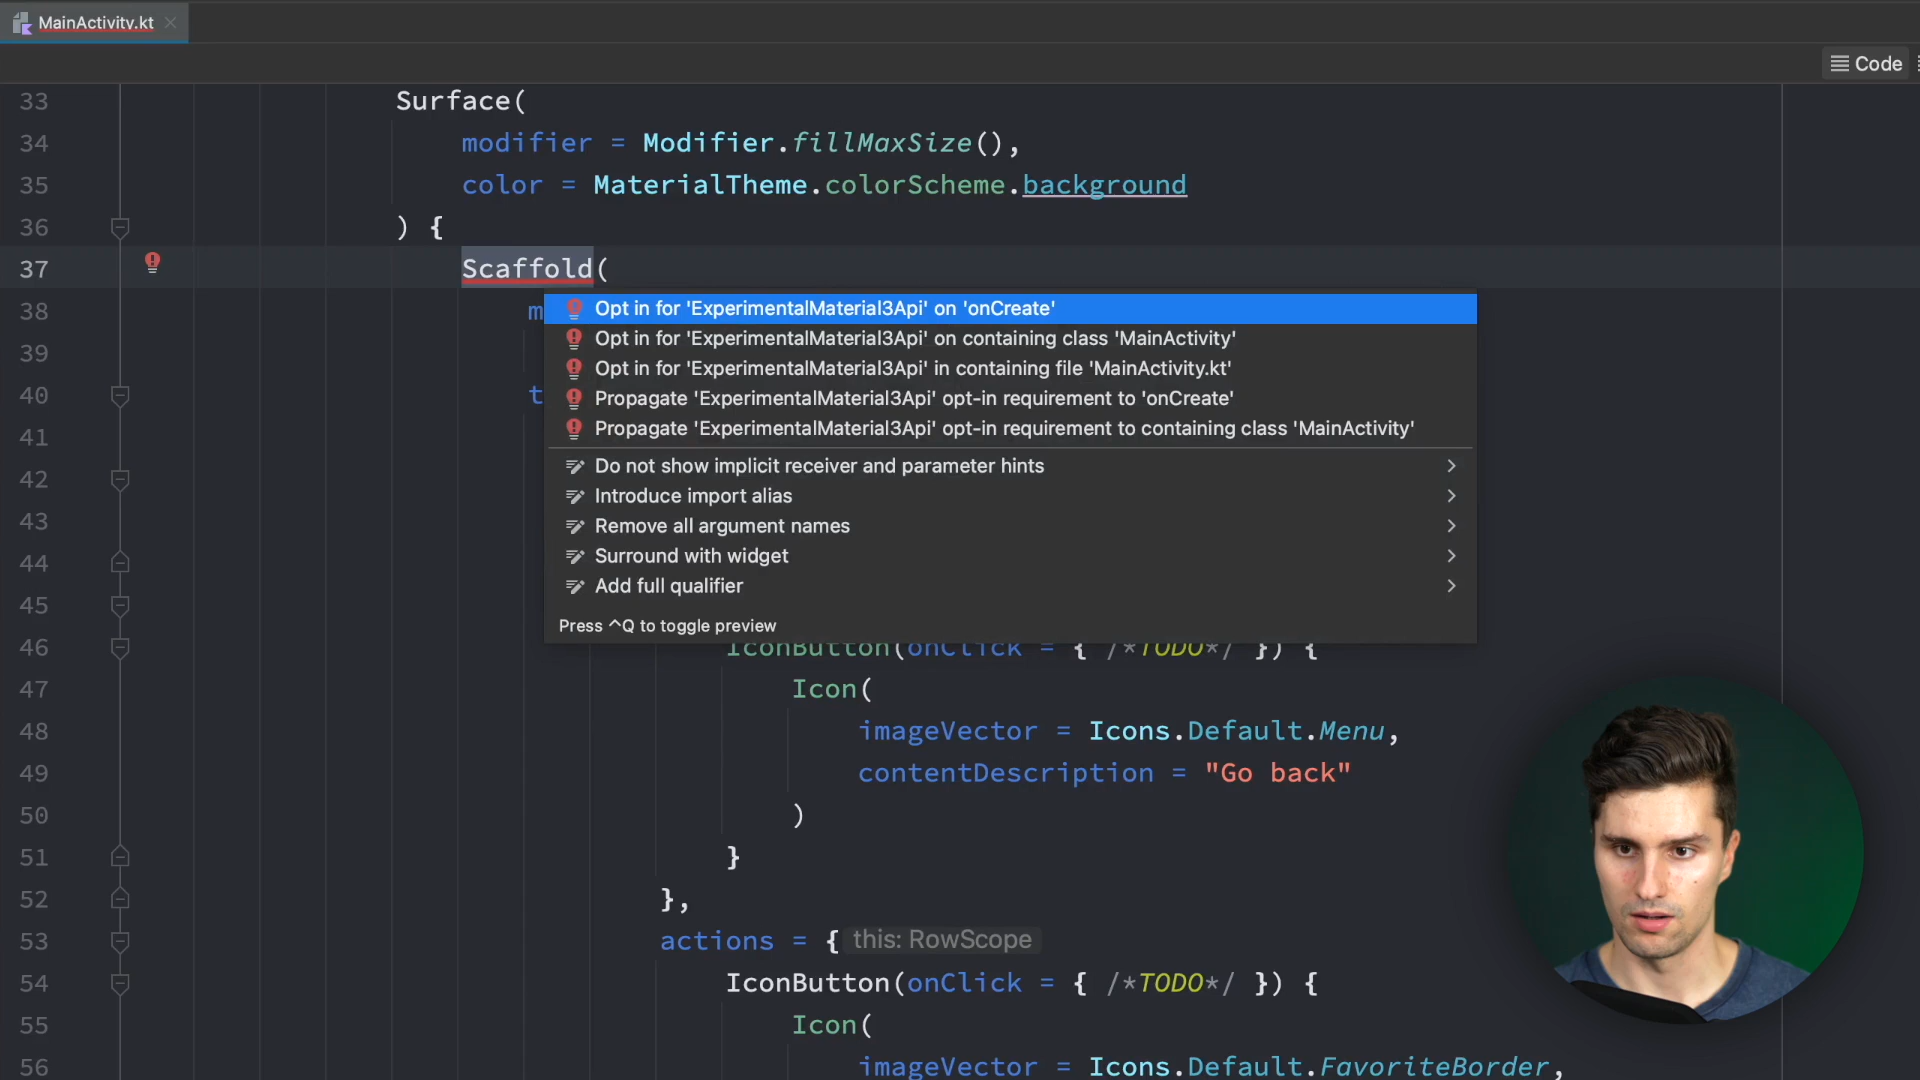 MainActivity.kt
Code
33 Surface(
34 modifier = Modifier.fillMaxSize(),
35 color = MaterialTheme.colorScheme.background
36 ) {
37 Scaffold(
38 m
Opt in for 'ExperimentalMaterial3Api' on 'onCreate'
Opt in for 'ExperimentalMaterial3Api' on containing class 'MainActivity'
39
Opt in for 'ExperimentalMaterial3Api' in containing file 'MainActivity.kt'
40 t
Propagate 'ExperimentalMaterial3Api' opt-in requirement to 'onCreate'
41
Propagate 'ExperimentalMaterial3Api' opt-in requirement to containing class 'MainActivity'
42
Do not show implicit receiver and parameter hints
Introduce import alias
43
Remove all argument names
44
Surround with widget
Add full qualifier
45
Press ^Q to toggle preview
46 IconButton(onClick = { /*TODO*/ }) {
47 Icon(
48 imageVector = Icons.Default.Menu,
49 contentDescription = "Go back"
50 )
51 }
52 },
53 actions = { this: RowScope
54 IconButton(onClick = { /*TODO*/ }) {
55 Icon(
56 imageVector = Icons.Default.FavoriteBorder,